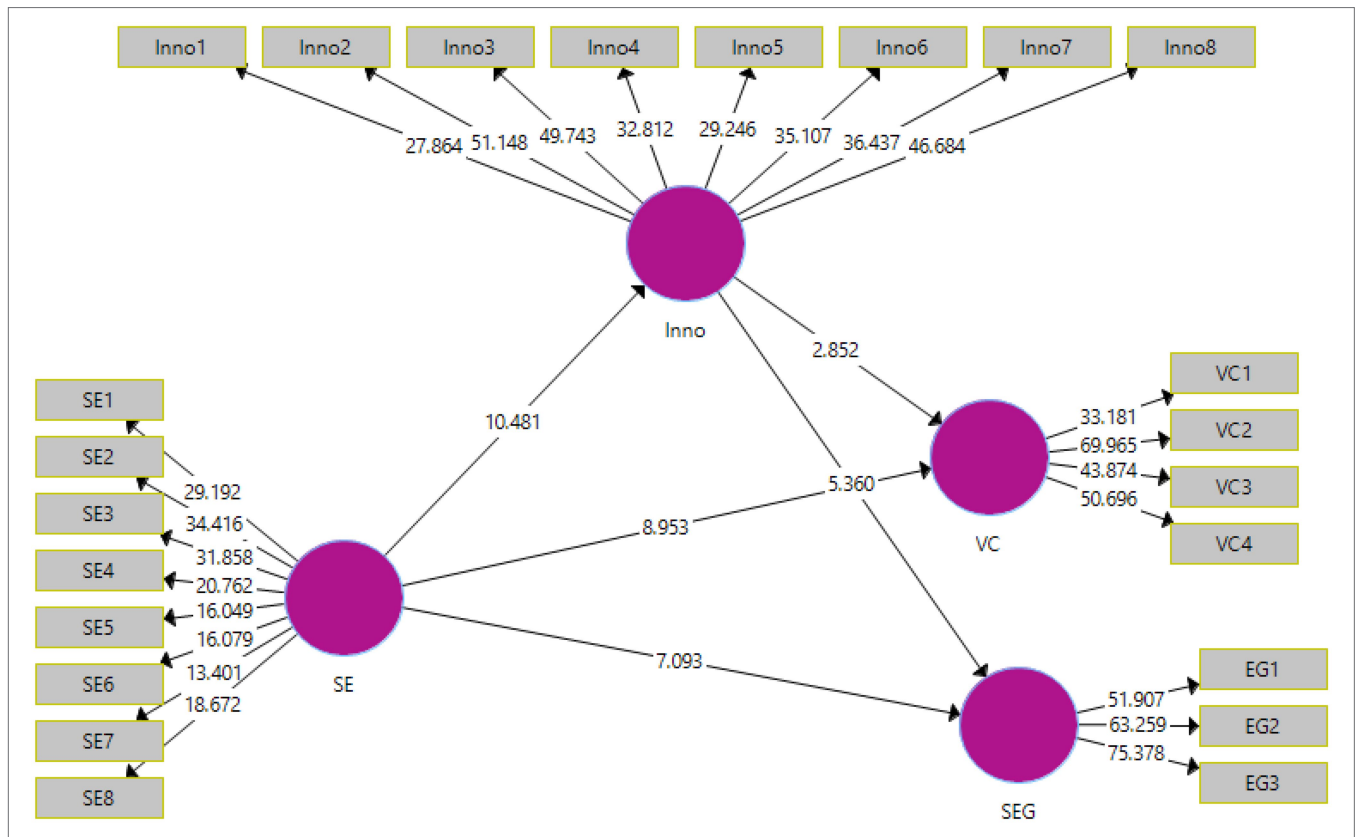 Inno1 Inno2 Inno3 Inno4 Inno5 Inno6 Inno7 Inno8
27.864 51.148 49.743 32.812 29.246 35.107 36.437 46.684
Inno
2.852
10.481
5.360
8.953
7.093
SE1
SE2
SE3
SE4
SE5
SE6
SE7
SE8
29.192
34.416
31.858
20.762
16.049
16.079
13.401
18.672
SE
VC1
VC2
VC3
VC4
33.181
69.965
43.874
50.696
VC
EG1
EG2
EG3
51.907
63.259
75.378
SEG